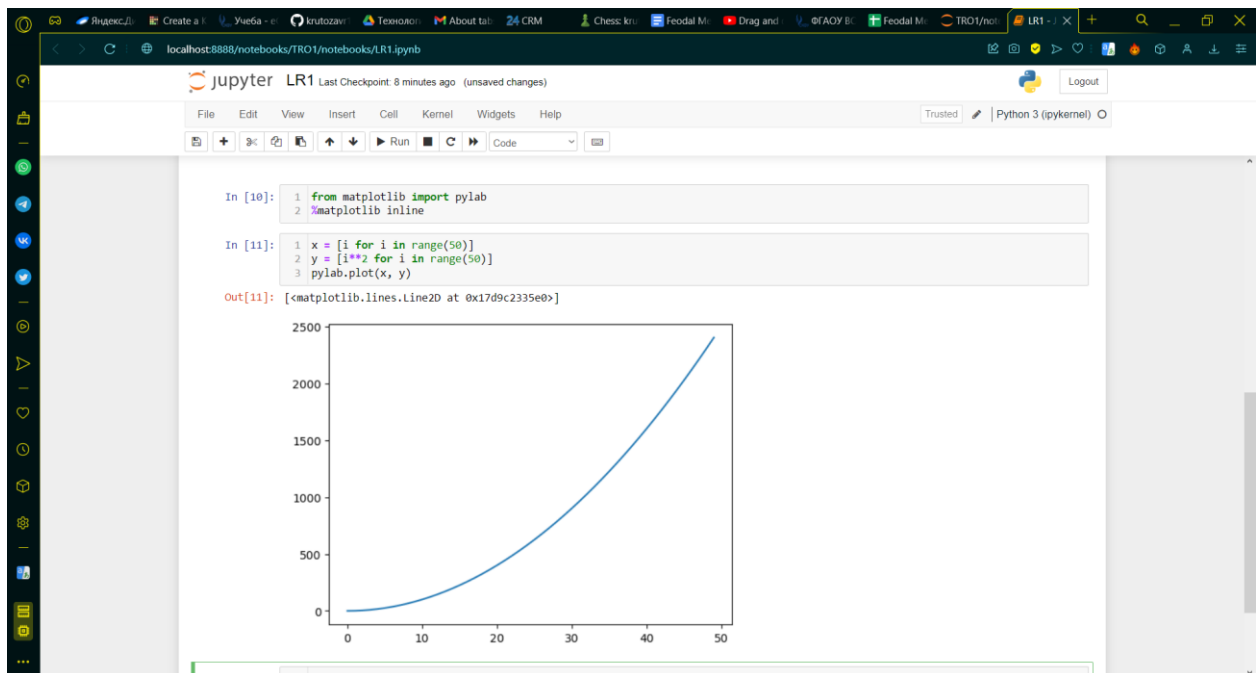 Яндекс.Д Create a K Учеба - el krutozavr Технолог About tab 24 CRM Chess: kru Feodal Me Drag and ФГАОУ ВО Feodal Me TRO1/not LR1 - J
localhost:8888/notebooks/TRO1/notebooks/LR1.ipynb
jupyter LR1 Last Checkpoint: 8 minutes ago (unsaved changes) Logout
File Edit View Insert Cell Kernel Widgets Help Trusted Python 3 (ipykernel)
Run Code
In [10]: 1 from matplotlib import pylab
2 %matplotlib inline
In [11]: 1 x = [i for i in range(50)]
2 y = [i**2 for i in range(50)]
3 pylab.plot(x, y)
Out[11]: [<matplotlib.lines.Line2D at 0x17d9c2335e0>]
2500
2000
1500
1000
500
0
0 10 20 30 40 50